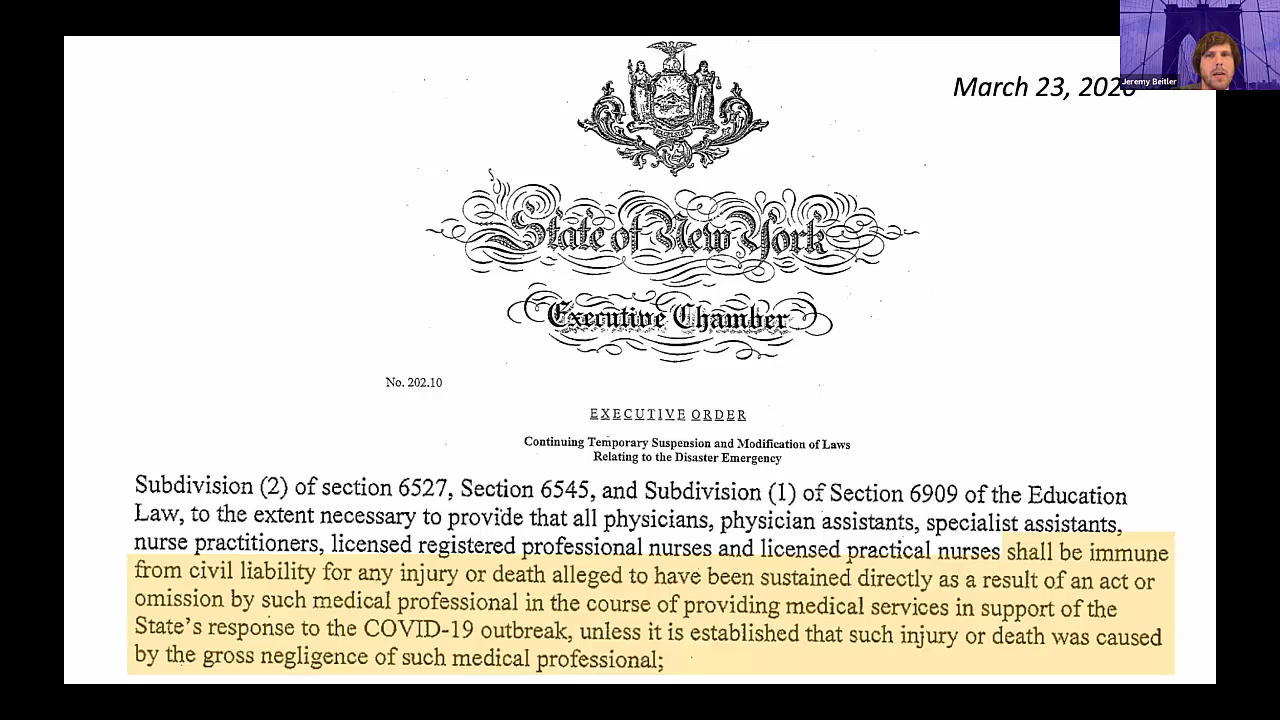 March 23, 2020
Jeremy Beitler
State of New York
Executive Chamber
No. 202.10
EXECUTIVE ORDER
Continuing Temporary Suspension and Modification of Laws
Relating to the Disaster Emergency
Subdivision (2) of section 6527, Section 6545, and Subdivision (1) of Section 6909 of the Education
Law, to the extent necessary to provide that all physicians, physician assistants, specialist assistants,
nurse practitioners, licensed registered professional nurses and licensed practical nurses shall be immune
from civil liability for any injury or death alleged to have been sustained directly as a result of an act or
omission by such medical professional in the course of providing medical services in support of the
State's response to the COVID-19 outbreak, unless it is established that such injury or death was caused
by the gross negligence of such medical professional;